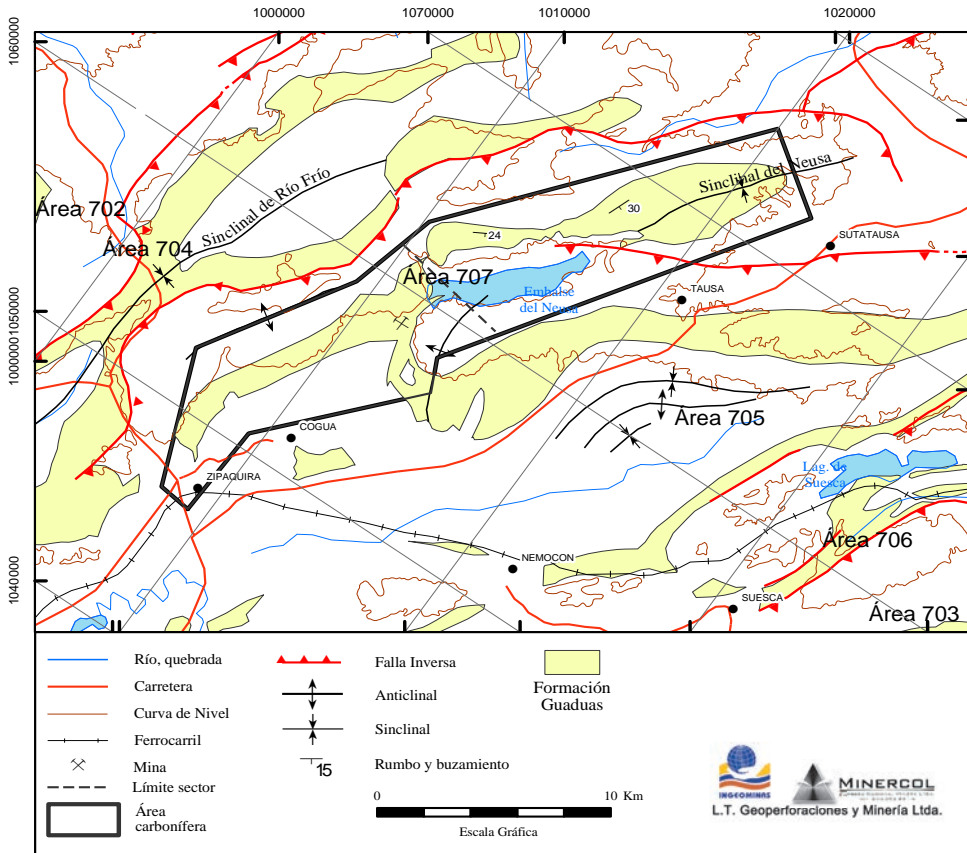 1000000
1070000
1010000
1020000
1060000
Sinclinal del Neusa
Sinclinal de Río Frío
30
Área 702
24
SUTATAUSA
Área 704
Área 707
Embalse
del Neusa
TAUSA
1050000
1000000
Área 705
COGUA
Lag. de
Suesca
ZIPAQUIRA
Área 706
NEMOCON
1040000
SUESCA
Área 703
Río, quebrada
Carretera
Curva de Nivel
Ferrocarril
Mina
Límite sector
Área
carbonífera
Falla Inversa
Anticlinal
Sinclinal
15
Rumbo y buzamiento
0
10 Km
Escala Gráfica
Formación
Guaduas
INGEOMINAS
MINERCOL
L.T. Geoperforaciones y Minería Ltda.